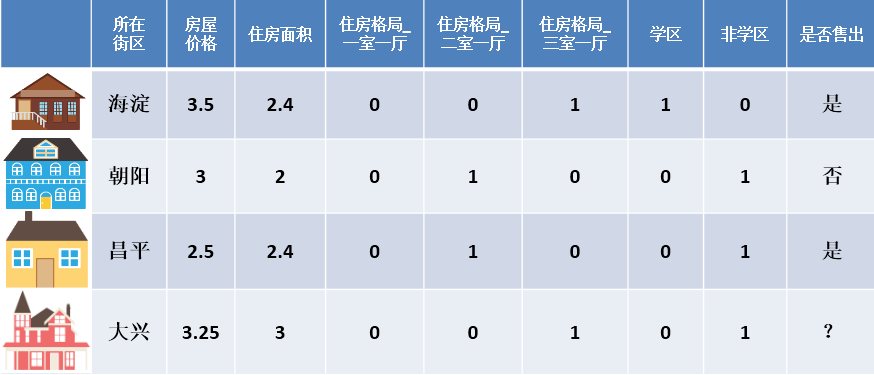 所在街区 房屋价格 住房面积 住房格局_一室一厅 住房格局_二室一厅 住房格局_三室一厅 学区 非学区 是否售出
海淀 3.5 2.4 0 0 1 1 0 是
朝阳 3 2 0 1 0 0 1 否
昌平 2.5 2.4 0 1 0 0 1 是
大兴 3.25 3 0 0 1 0 1 ？